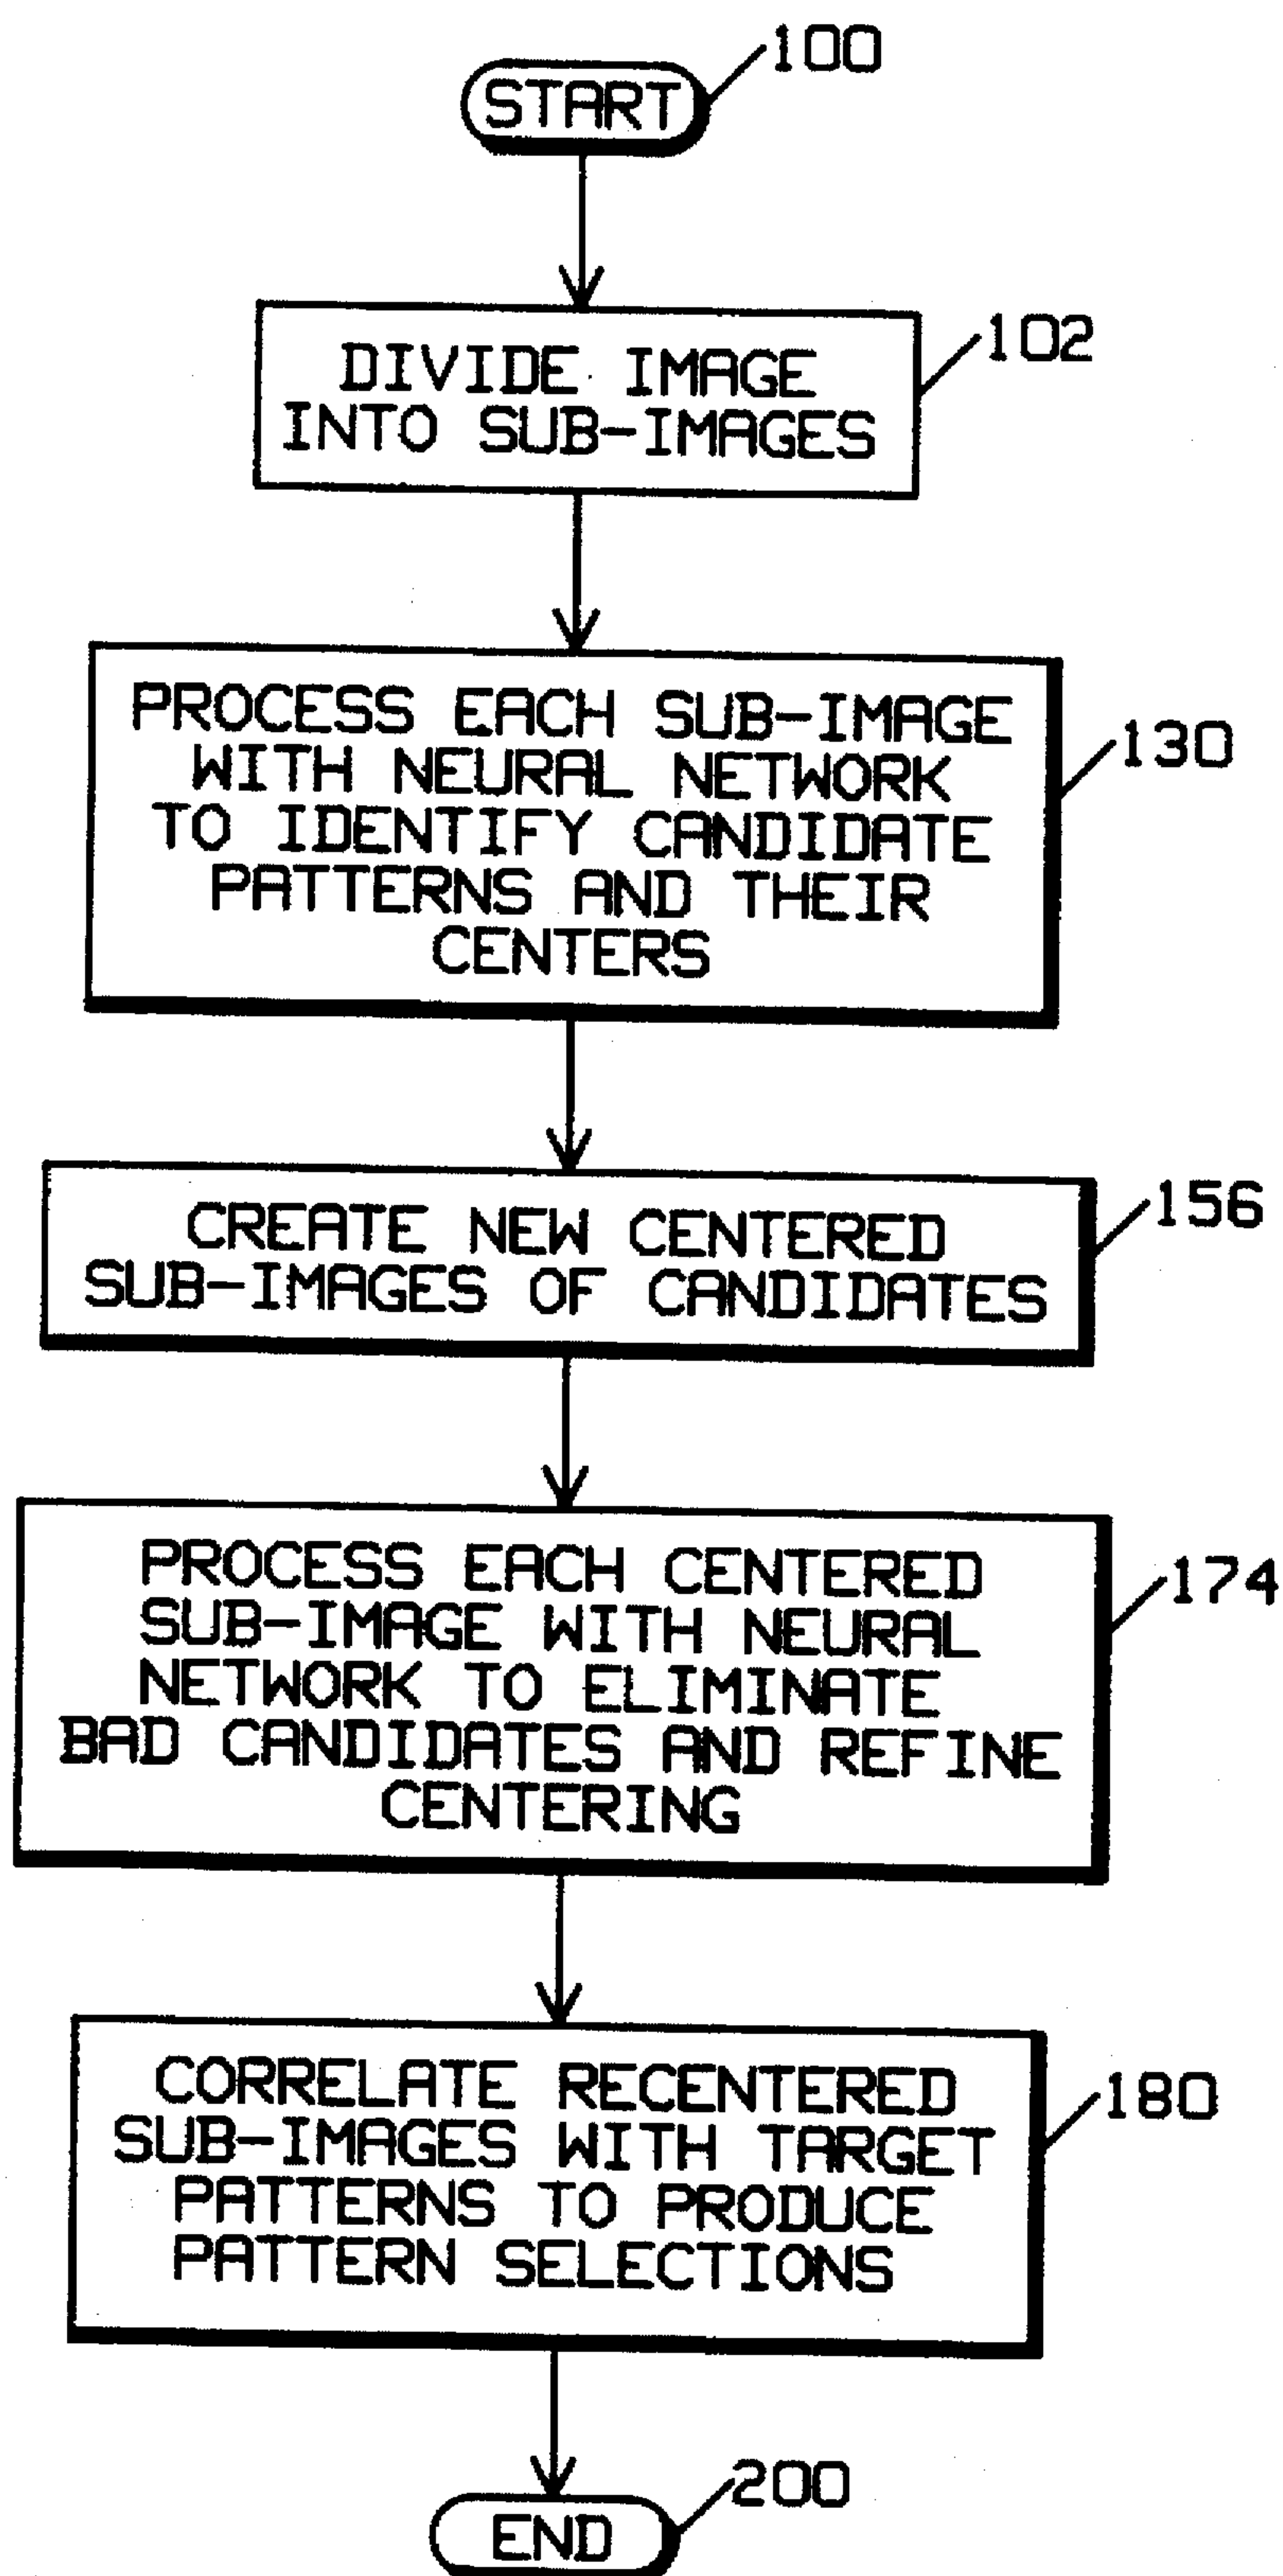 100
START
102
DIVIDE IMAGE
INTO SUB-IMAGES
130
PROCESS EACH SUB-IMAGE
WITH NEURAL NETWORK
TO IDENTIFY CANDIDATE
PATTERNS AND THEIR
CENTERS
156
CREATE NEW CENTERED
SUB-IMAGES OF CANDIDATES
174
PROCESS EACH CENTERED
SUB-IMAGE WITH NEURAL
NETWORK TO ELIMINATE
BAD CANDIDATES AND REFINE
CENTERING
180
CORRELATE RECENTERED
SUB-IMAGES WITH TARGET
PATTERNS TO PRODUCE
PATTERN SELECTIONS
200
END